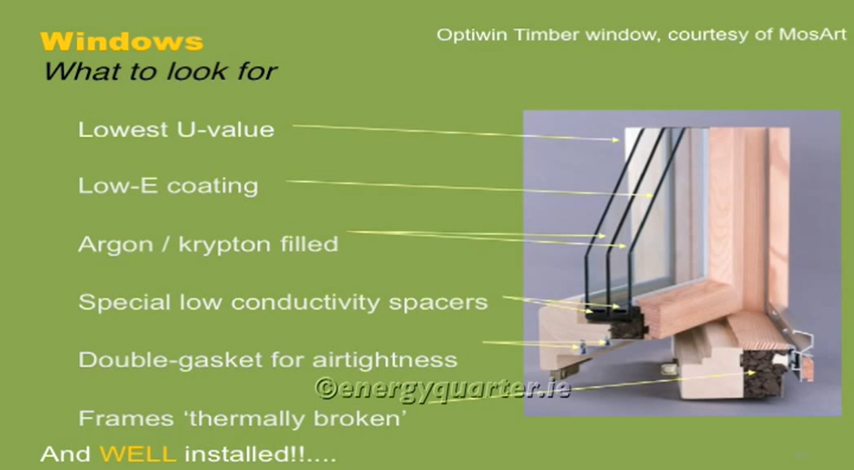 Windows
Optiwin Timber window, courtesy of MosArt
What to look for
Lowest U-value
Low-E coating
Argon / krypton filled
Special low conductivity spacers
Double-gasket for airtightness
©energyquarter.ie
Frames ‘thermally broken’
And WELL installed!!....